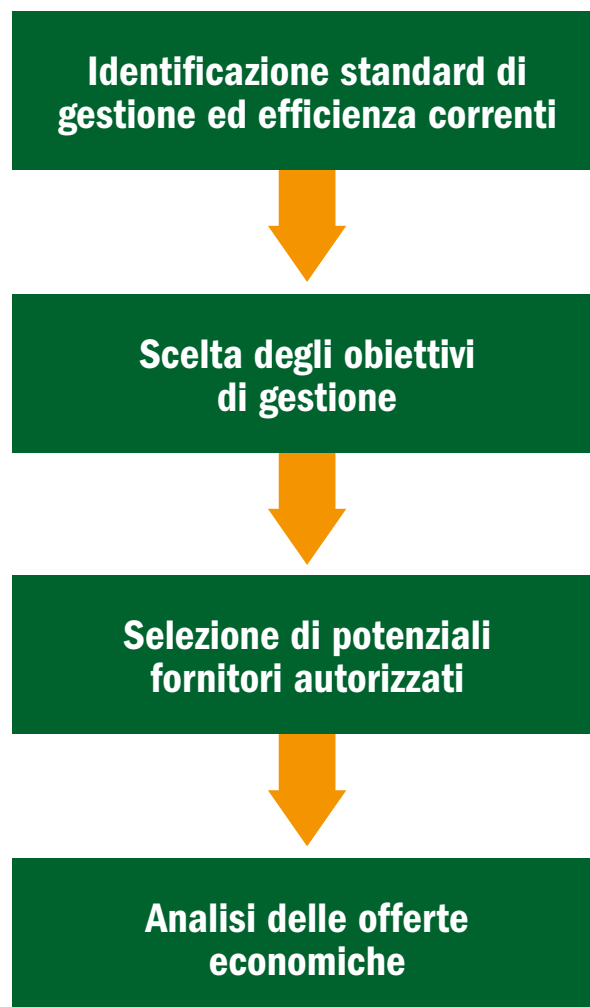 Identificazione standard di
gestione ed efficienza correnti
Scelta degli obiettivi
di gestione
Selezione di potenziali
fornitori autorizzati
Analisi delle offerte
economiche